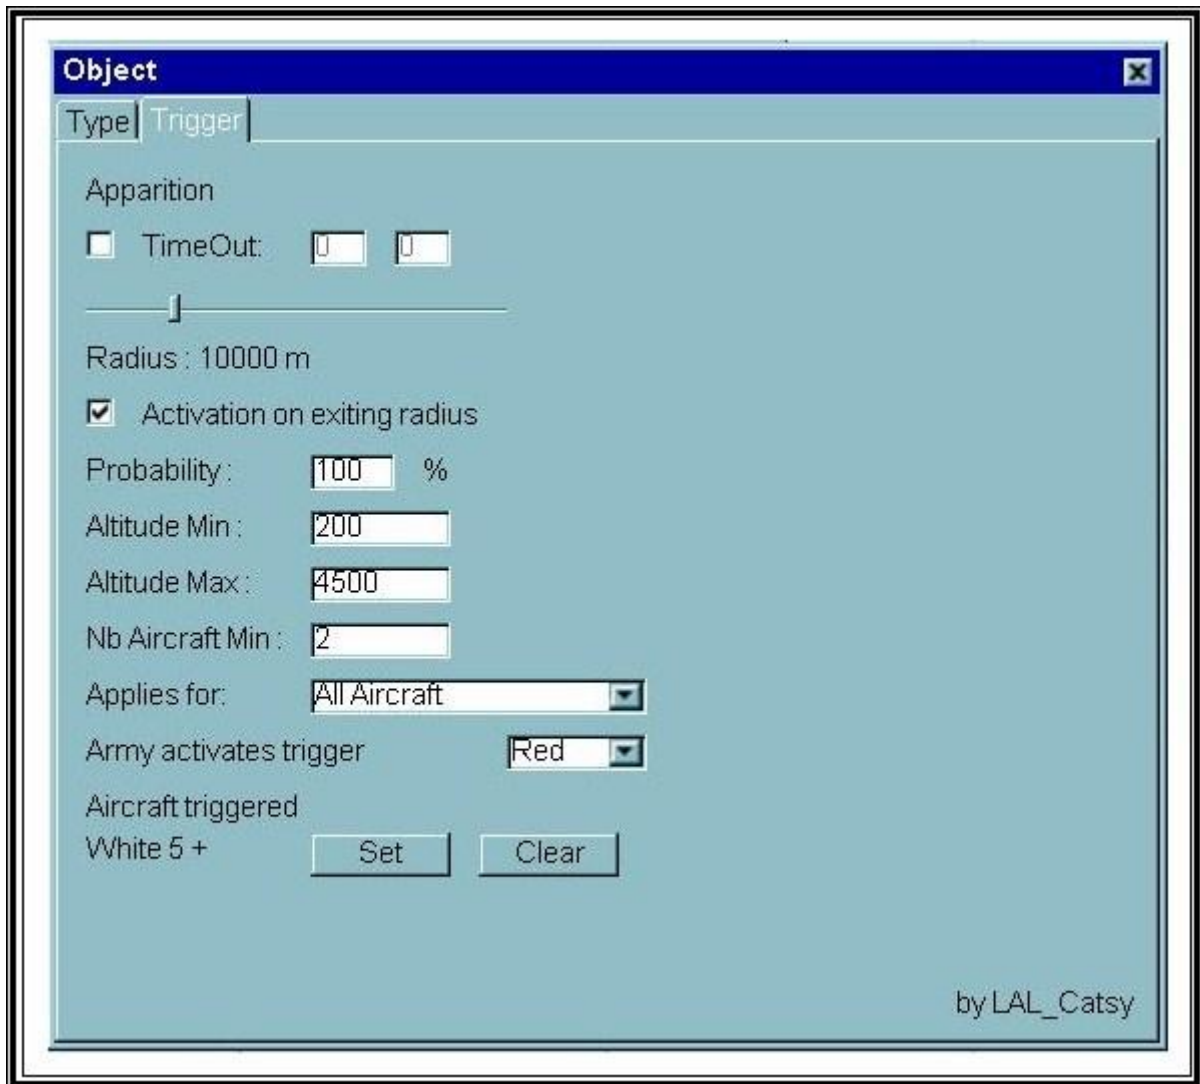 Object
Type Trigger
Apparition
TimeOut: 0 0
Radius : 10000 m
Activation on exiting radius
Probability : 100 %
Altitude Min : 200
Altitude Max : 4500
Nb Aircraft Min : 2
Applies for: All Aircraft
Army activates trigger Red
Aircraft triggered
White 5 + Set Clear
by LAL_Catsy